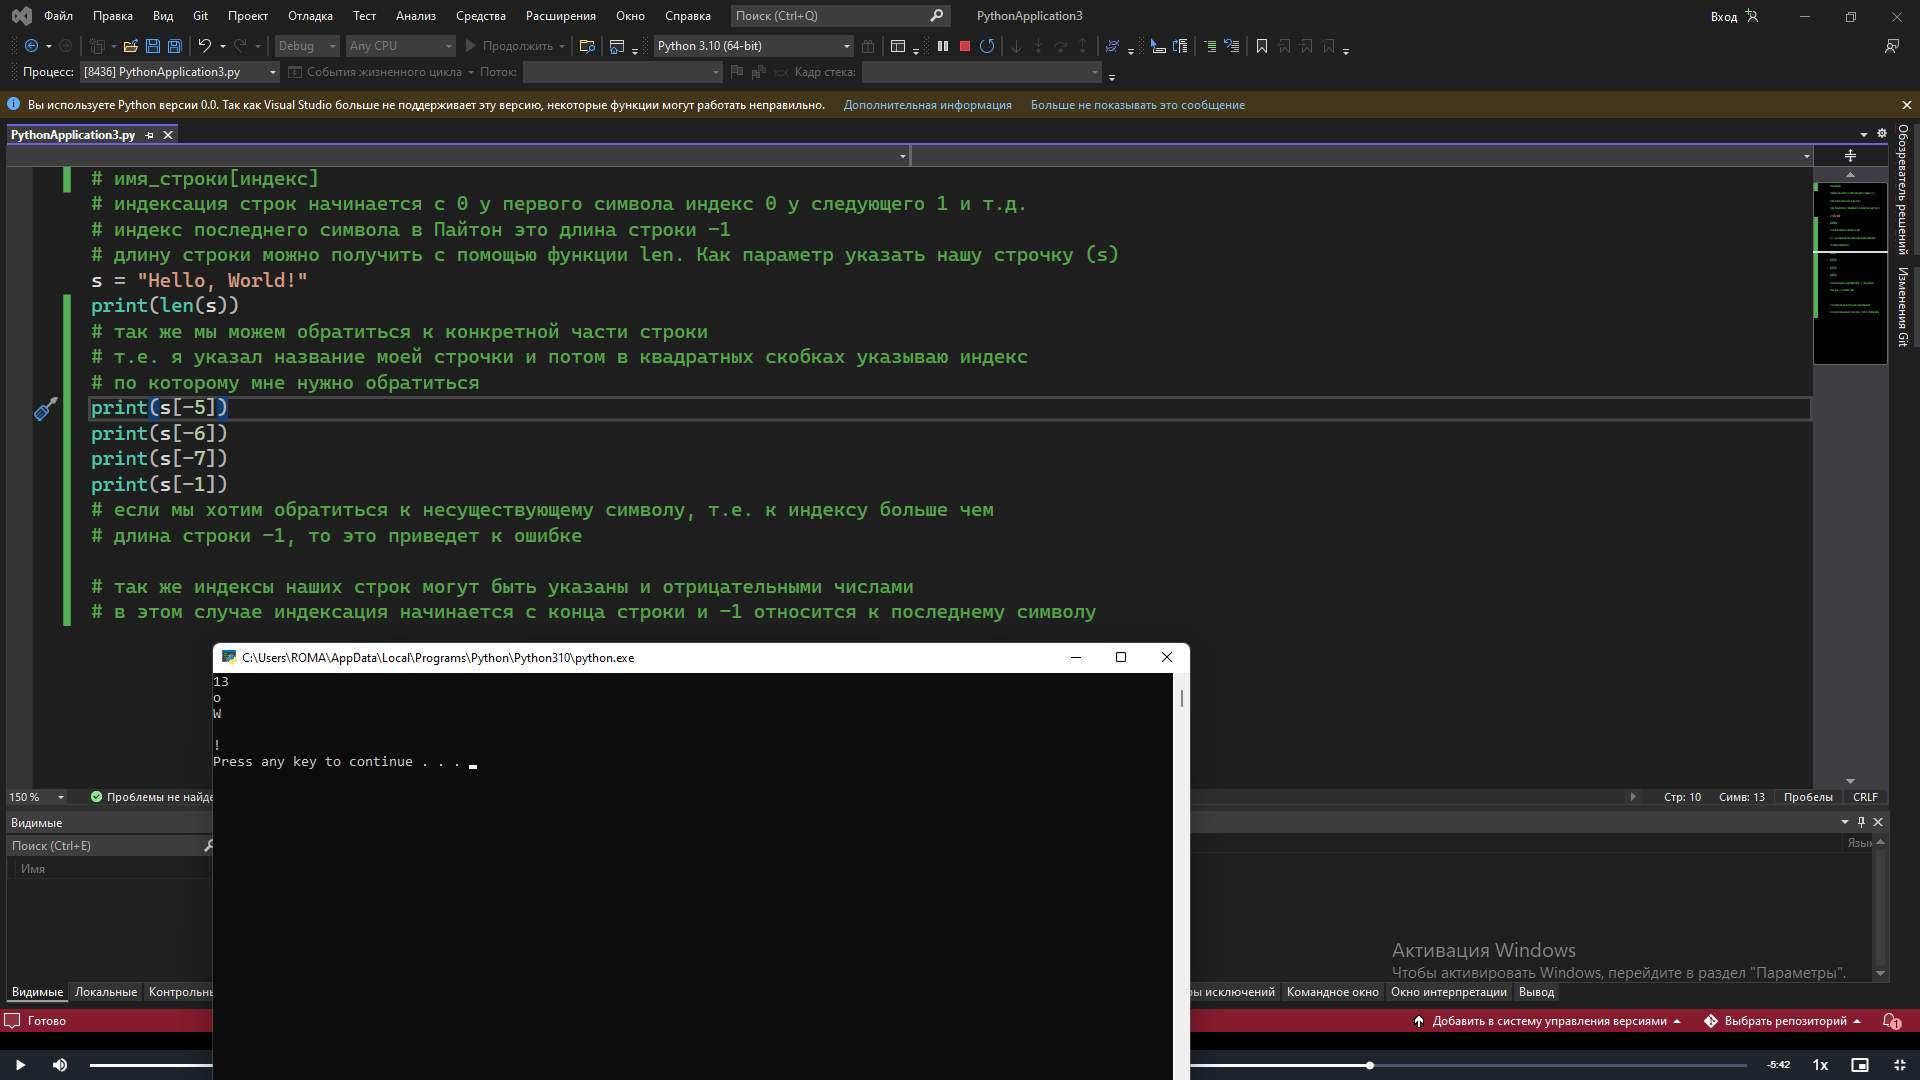 Файл Правка Вид Git Проект Отладка Тест Анализ Средства Расширения Окно Справка Поиск (Ctrl+Q) PythonApplication3 Вход
Debug Any CPU Продолжить Python 3.10 (64-bit)
Процесс: [8436] PythonApplication3.py События жизненного цикла Поток: Кадр стека:
Вы используете Python версии 0.0. Так как Visual Studio больше не поддерживает эту версию, некоторые функции могут работать неправильно. Дополнительная информация Больше не показывать это сообщение
PythonApplication3.py
# имя_строки[индекс]
# индексация строк начинается с 0 у первого символа индекс 0 у следующего 1 и т.д.
# индекс последнего символа в Пайтон это длина строки -1
# длину строки можно получить с помощью функции len. Как параметр указать нашу строчку (s)
s = "Hello, World!"
print(len(s))
# так же мы можем обратиться к конкретной части строки
# т.е. я указал название моей строчки и потом в квадратных скобках указываю индекс
# по которому мне нужно обратиться
print(s[-5])
print(s[-6])
print(s[-7])
print(s[-1])
# если мы хотим обратиться к несуществующему символу, т.е. к индексу больше чем
# длина строки -1, то это приведет к ошибке
# так же индексы наших строк могут быть указаны и отрицательными числами
# в этом случае индексация начинается с конца строки и -1 относится к последнему символу
Обозреватель решений
Изменения Git
C:\Users\ROMA\AppData\Local\Programs\Python\Python310\python.exe
13
o
W
!
Press any key to continue . . .
150 % Проблемы не найде Стр: 10 Симв: 13 Пробелы CRLF
Видимые
Поиск (Ctrl+E)
Имя Язык
Активация Windows
Чтобы активировать Windows, перейдите в раздел "Параметры".
Видимые Локальные Контрольн ры исключений Командное окно Окно интерпретации Вывод
Готово Добавить в систему управления версиями Выбрать репозиторий 1
-5:42 1x